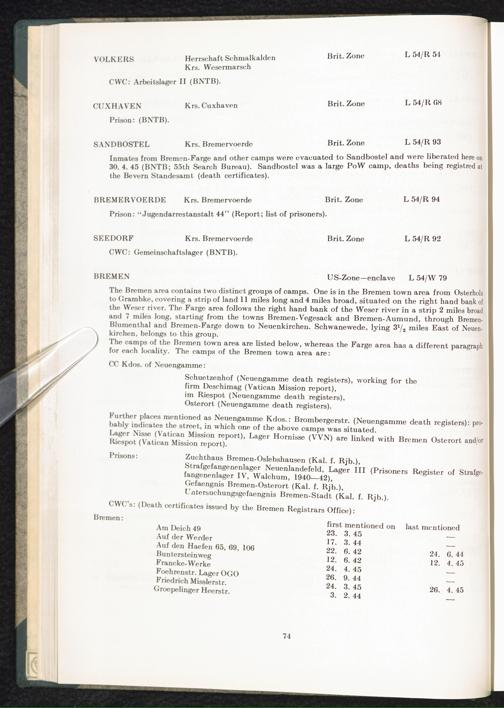 VOLKERS Herrschaft Schmalkalden Brit. Zone L 54/R 54
Krs. Wesermarsch
CWC: Arbeitslager II (BNTB).
CUXHAVEN Krs. Cuxhaven Brit. Zone L 54/R 68
Prison: (BNTB).
SANDBOSTEL Krs. Bremervoerde Brit. Zone L 54/R 93
Inmates from Bremen-Farge and other camps were evacuated to Sandbostel and were liberated here on
30. 4. 45 (BNTB; 55th Search Bureau). Sandbostel was a large PoW camp, deaths being registred at
the Bevern Standesamt (death certificates).
BREMERVOERDE Krs. Bremervoerde Brit. Zone L 54/R 94
Prison: "Jugendarrestanstalt 44" (Report; list of prisoners).
SEEDORF Krs. Bremervoerde Brit. Zone L 54/R 92
CWC: Gemeinschaftslager (BNTB).
BREMEN US-Zone—enclave L 54/W 79
The Bremen area contains two distinct groups of camps. One is in the Bremen town area from Osterhols
to Grambke, covering a strip of land 11 miles long and 4 miles broad, situated on the right hand bank of
the Weser river. The Farge area follows the right hand bank of the Weser river in a strip 2 miles broad
and 7 miles long, starting from the towns Bremen-Vegesack and Bremen-Aumund, through Bremen-
Blumenthal and Bremen-Farge down to Neuenkirchen. Schwanewede, lying 3½ miles East of Neuen-
kirchen, belongs to this group.
The camps of the Bremen town area are listed below, whereas the Farge area has a different paragraph
for each locality. The camps of the Bremen town area are:
CC Kdos. of Neuengamme:
Schuetzenhof (Neuengamme death registers), working for the
firm Deschimag (Vatican Mission report),
im Riespot (Neuengamme death registers),
Osterort (Neuengamme death registers).
Further places mentioned as Neuengamme Kdos.: Brombergerstr. (Neuengamme death registers): pro-
bably indicates the street, in which one of the above camps was situated.
Lager Nisse (Vatican Mission report), Lager Hornisse (VVN) are linked with Bremen Osterort and/or
Riespot (Vatican Mission report).
Prisons: Zuchthaus Bremen-Oslebshausen (Kal. f. Rjb.),
Strafgefangenenlager Neuenlandefeld, Lager III (Prisoners Register of Strafge-
fangenenlager IV, Walchum, 1940—42),
Gefaengnis Bremen-Osterort (Kal. f. Rjb.),
Untersuchungsgefaengnis Bremen-Stadt (Kal. f. Rjb.).
CWC's: (Death certificates issued by the Bremen Registrars Office):
Bremen: first mentioned on last mentioned
Am Deich 49 23. 3. 45 —
Auf der Werder 17. 3. 44 —
Auf den Haefen 65, 69, 106 22. 6. 42 24. 6. 44
Buntersteinweg 12. 6. 42 12. 4. 45
Francke-Werke 24. 4. 45 —
Foehrenstr. Lager OGO 26. 9. 44 —
Friedrich Misslerstr. 24. 3. 45 26. 4. 45
Groepelinger Heerstr. 3. 2. 44 —
74